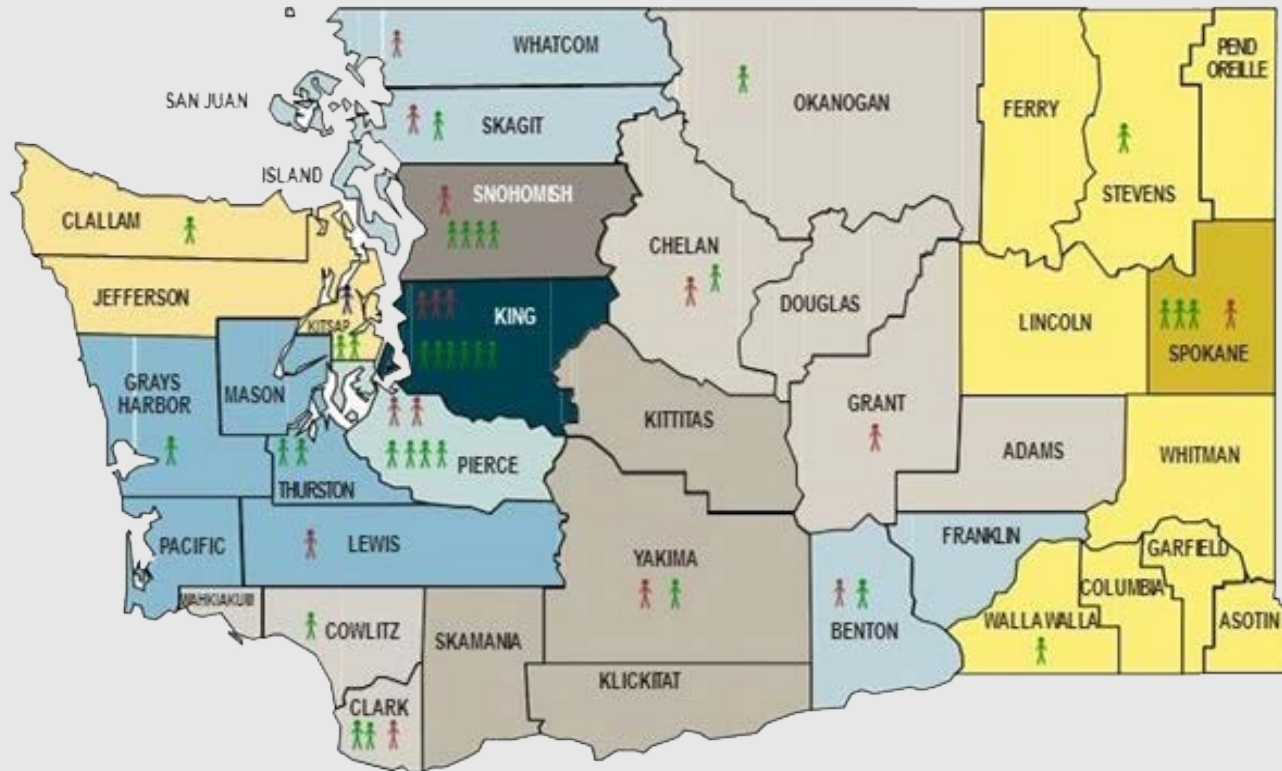 WHATCOM
PEND
OREILLE
SAN JUAN
OKANOGAN
FERRY
SKAGIT
ISLAND
SNOHOMISH
STEVENS
CLALLAM
CHELAN
JEFFERSON
DOUGLAS
KITSAP
KING
LINCOLN
SPOKANE
GRAYS
HARBOR
MASON
GRANT
KITTITAS
ADAMS
WHITMAN
PIERCE
THURSTON
PACIFIC
LEWIS
FRANKLIN
YAKIMA
GARFIELD
COLUMBIA
WAHKIAKUM
COWLITZ
SKAMANIA
BENTON
WALLA WALLA
ASOTIN
KLICKITAT
CLARK